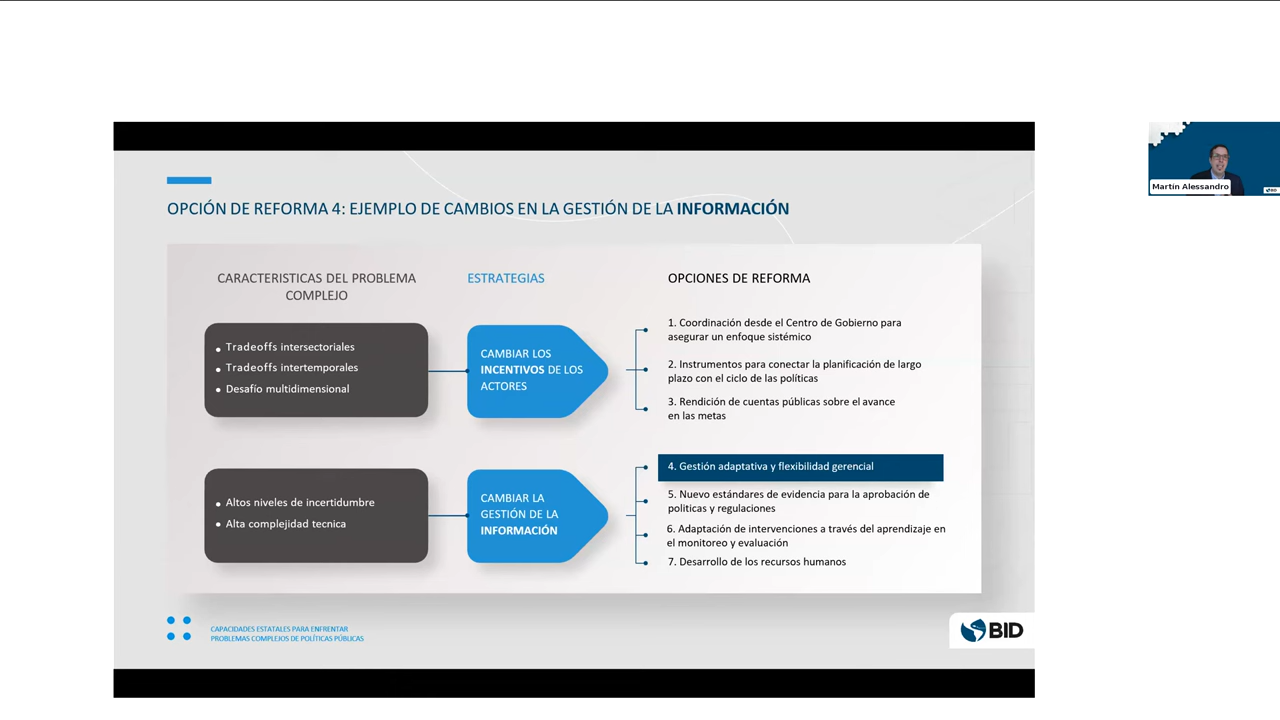 OPCIÓN DE REFORMA 4: EJEMPLO DE CAMBIOS EN LA GESTIÓN DE LA INFORMACIÓN
CARACTERISTICAS DEL PROBLEMA
COMPLEJO
ESTRATEGIAS
OPCIONES DE REFORMA
Tradeoffs intersectoriales
Tradeoffs intertemporales
Desafío multidimensional
CAMBIAR LOS
INCENTIVOS DE LOS
ACTORES
1. Coordinación desde el Centro de Gobierno para
asegurar un enfoque sistémico
2. Instrumentos para conectar la planificación de largo
plazo con el ciclo de las políticas
3. Rendición de cuentas públicas sobre el avance
en las metas
Altos niveles de incertidumbre
Alta complejidad tecnica
CAMBIAR LA
GESTIÓN DE LA
INFORMACIÓN
4. Gestión adaptativa y flexibilidad gerencial
5. Nuevo estándares de evidencia para la aprobación de
politicas y regulaciones
6. Adaptación de intervenciones a través del aprendizaje en
el monitoreo y evaluación
7. Desarrollo de los recursos humanos
CAPACIDADES ESTATALES PARA ENFRENTAR
PROBLEMAS COMPLEJOS DE POLÍTICAS PÚBLICAS
BID
Martín Alessandro
BID